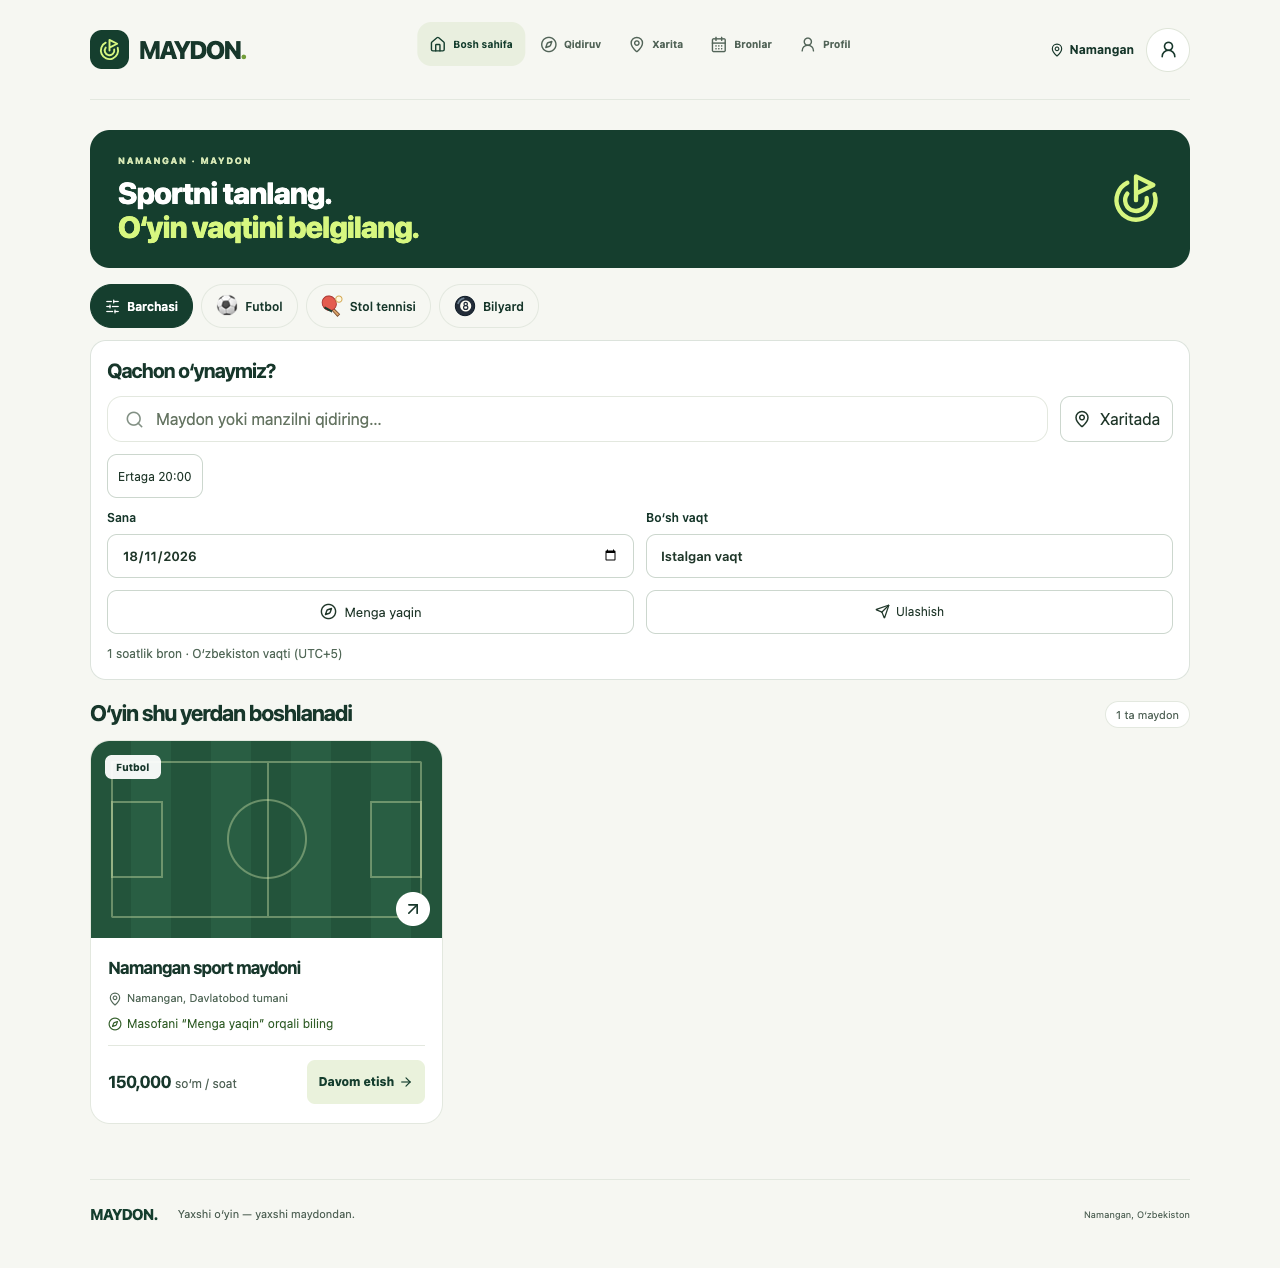 MAYDON.
Bosh sahifa
Qidiruv
Xarita
Bronlar
Profil
Namangan
NAMANGAN · MAYDON
Sportni tanlang.
O‘yin vaqtini belgilang.
Barchasi
Futbol
Stol tennisi
8
Bilyard
Qachon o‘ynaymiz?
Maydon yoki manzilni qidiring...
Xaritada
Ertaga 20:00
Sana
Bo‘sh vaqt
18/11/2026
Istalgan vaqt
Menga yaqin
Ulashish
1 soatlik bron · O‘zbekiston vaqti (UTC+5)
O‘yin shu yerdan boshlanadi
1 ta maydon
Futbol
Namangan sport maydoni
Namangan, Davlatobod tumani
Masofani “Menga yaqin” orqali biling
150,000 so‘m / soat
Davom etish
MAYDON.
Yaxshi o‘yin — yaxshi maydondan.
Namangan, O‘zbekiston